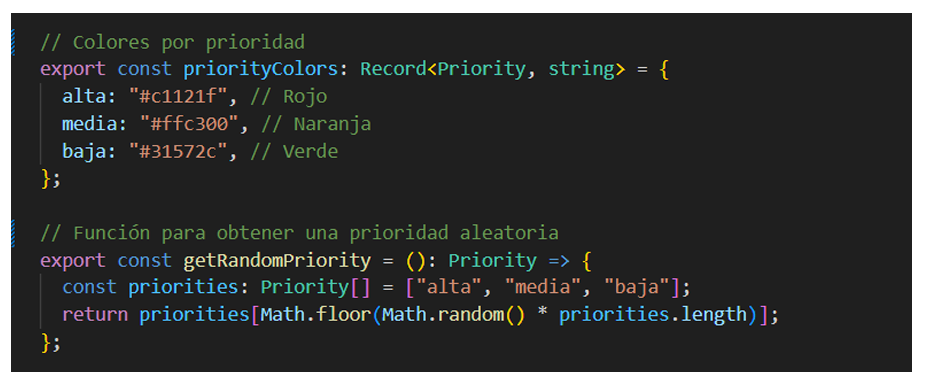 // Colores por prioridad
export const priorityColors: Record<Priority, string> = {
  alta: "#c1121f", // Rojo
  media: "#ffc300", // Naranja
  baja: "#31572c", // Verde
};

// Función para obtener una prioridad aleatoria
export const getRandomPriority = (): Priority => {
  const priorities: Priority[] = ["alta", "media", "baja"];
  return priorities[Math.floor(Math.random() * priorities.length)];
};